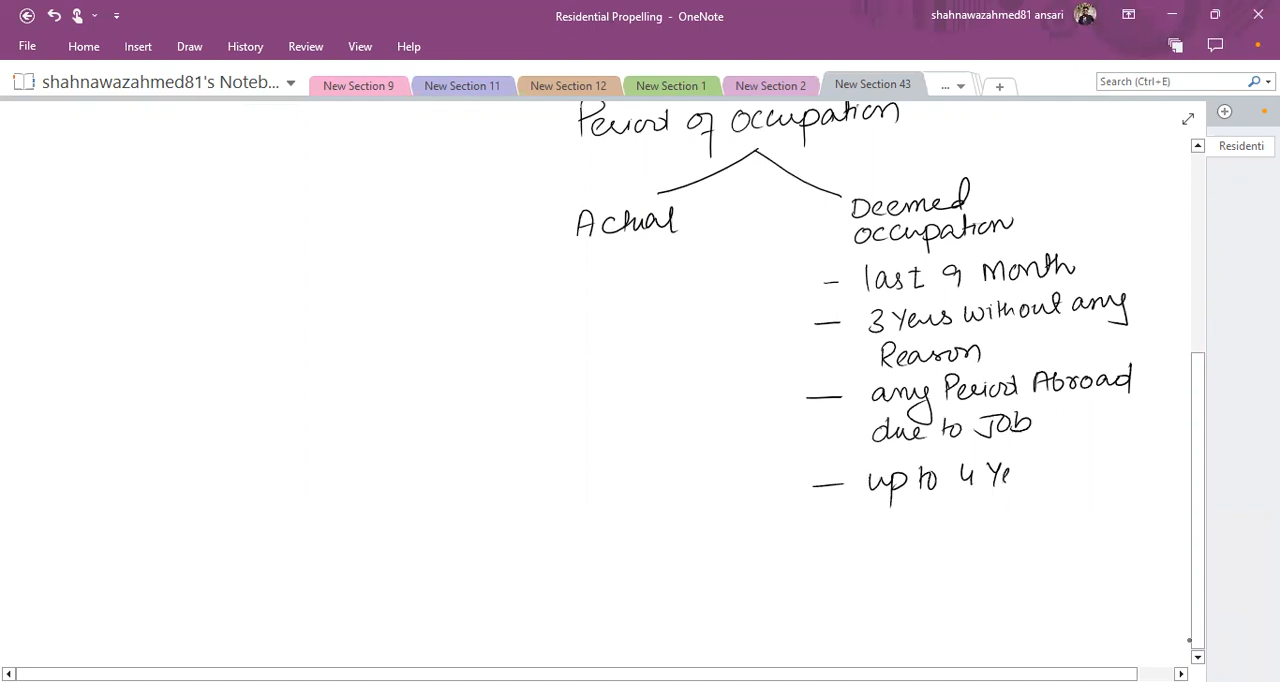 Residential Propelling - OneNote
shahnawazahmed81 ansari
File Home Insert Draw History Review View Help
shahnawazahmed81's Noteb...
New Section 9
New Section 11
New Section 12
New Section 1
New Section 2
New Section 43
...
Search (Ctrl+E)
Residenti
Period of occupation
Actual
Deemed
occupation
- last 9 Month
- 3 Years without any
Reason
- any Period Abroad
due to JOb
- up to 4 Ye